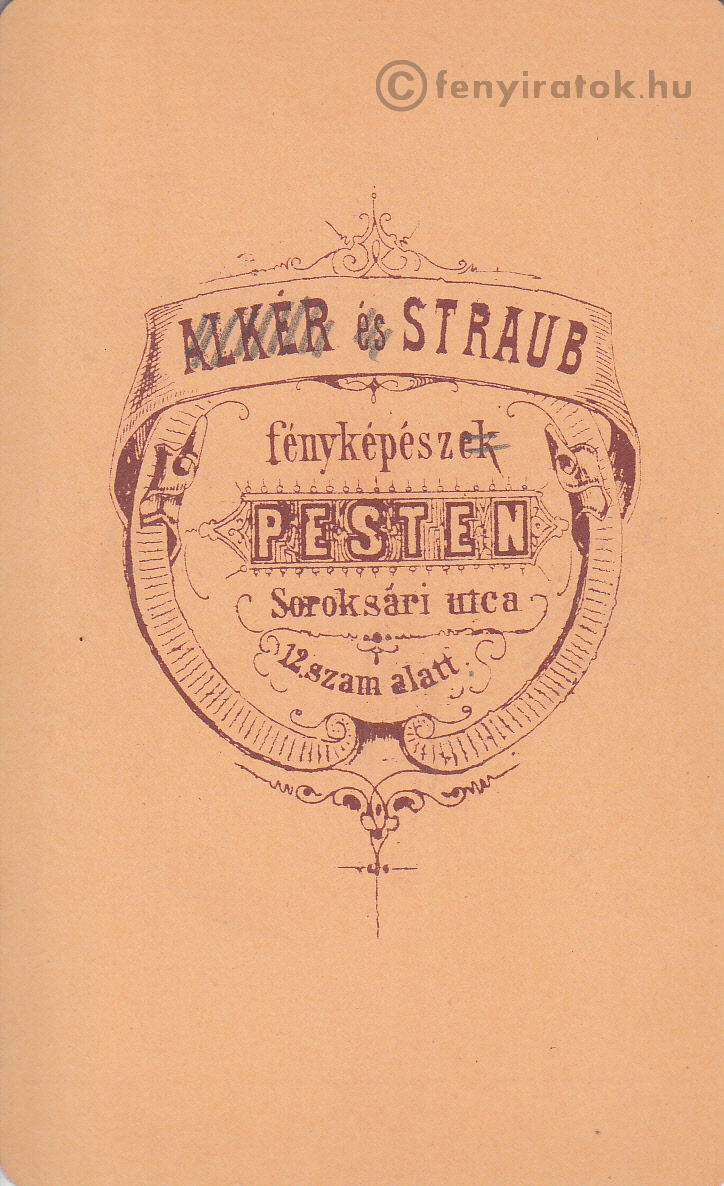 ©fenyiratok.hu
ALKÉR és STRAUB
fényképészek
PESTEN
Soroksári utca
12. szam alatt.